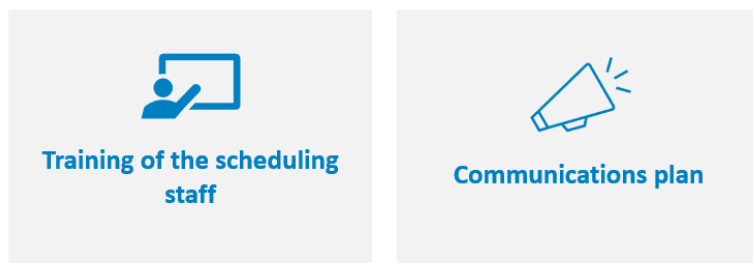 Training of the scheduling
staff
Communications plan